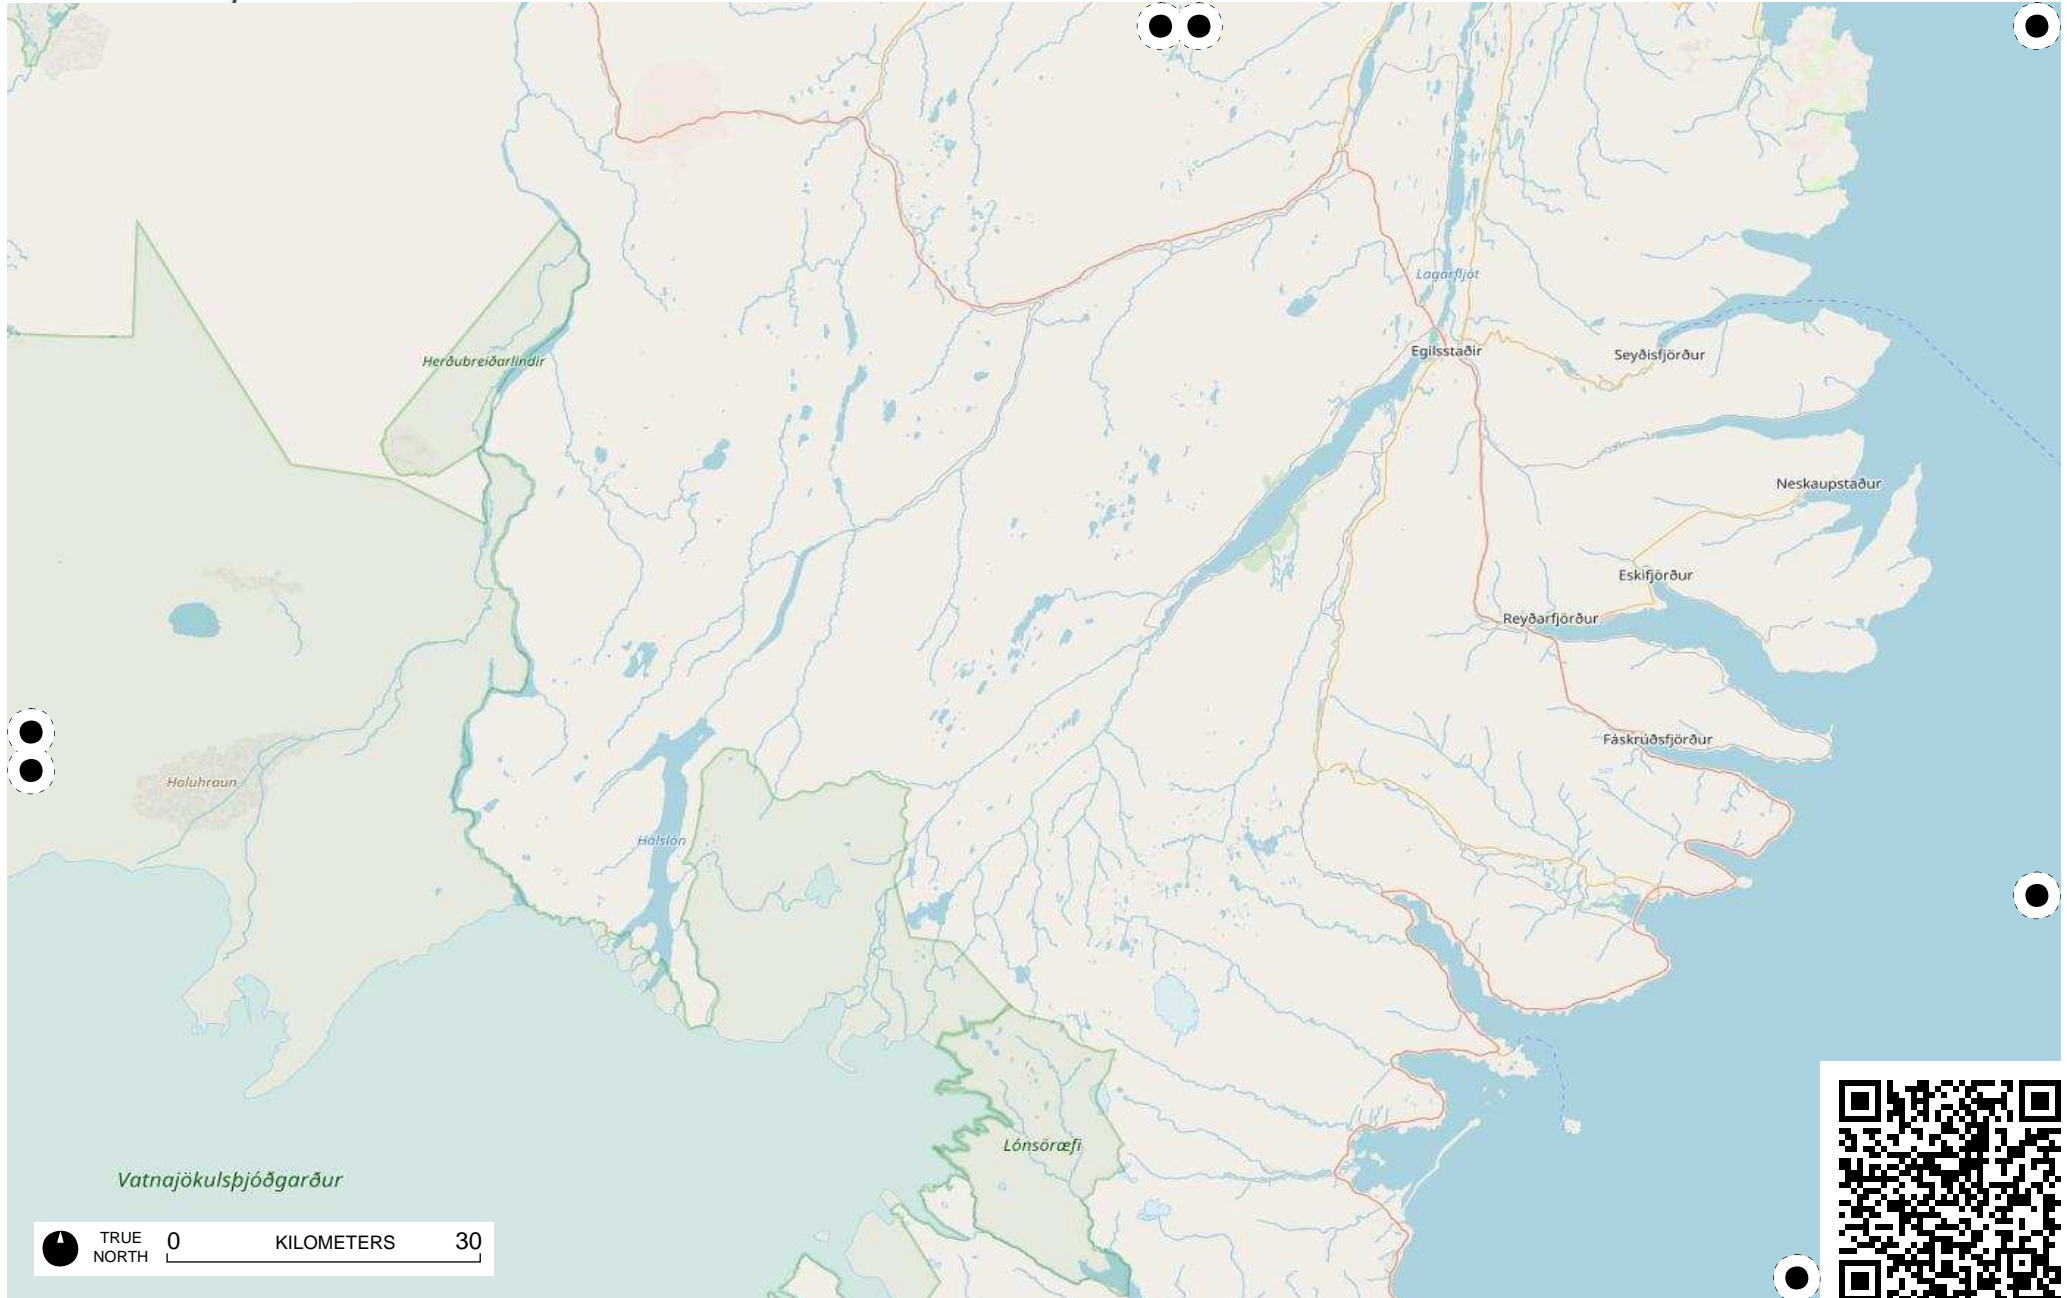 Lagarfljót
Egilsstaðir
Seyðisfjörður
Herðubreiðarlindir
Neskaupstaður
Eskifjörður
Reyðarfjörður
Fáskrúðsfjörður
Holuhraun
Hálslón
Lónsöræfi
Vatnajökulsþjóðgarður
TRUE
NORTH
0 KILOMETERS 30